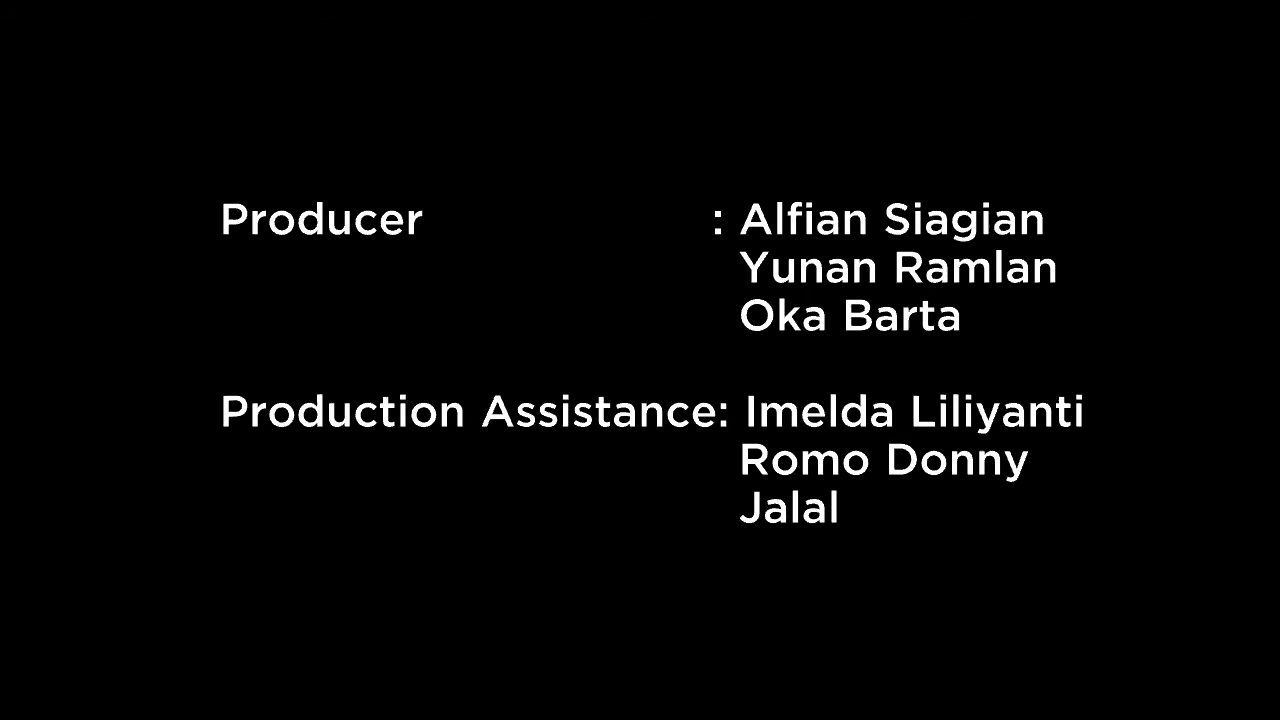 Producer : Alfian Siagian
Yunan Ramlan
Oka Barta
Production Assistance: Imelda Liliyanti
Romo Donny
Jalal